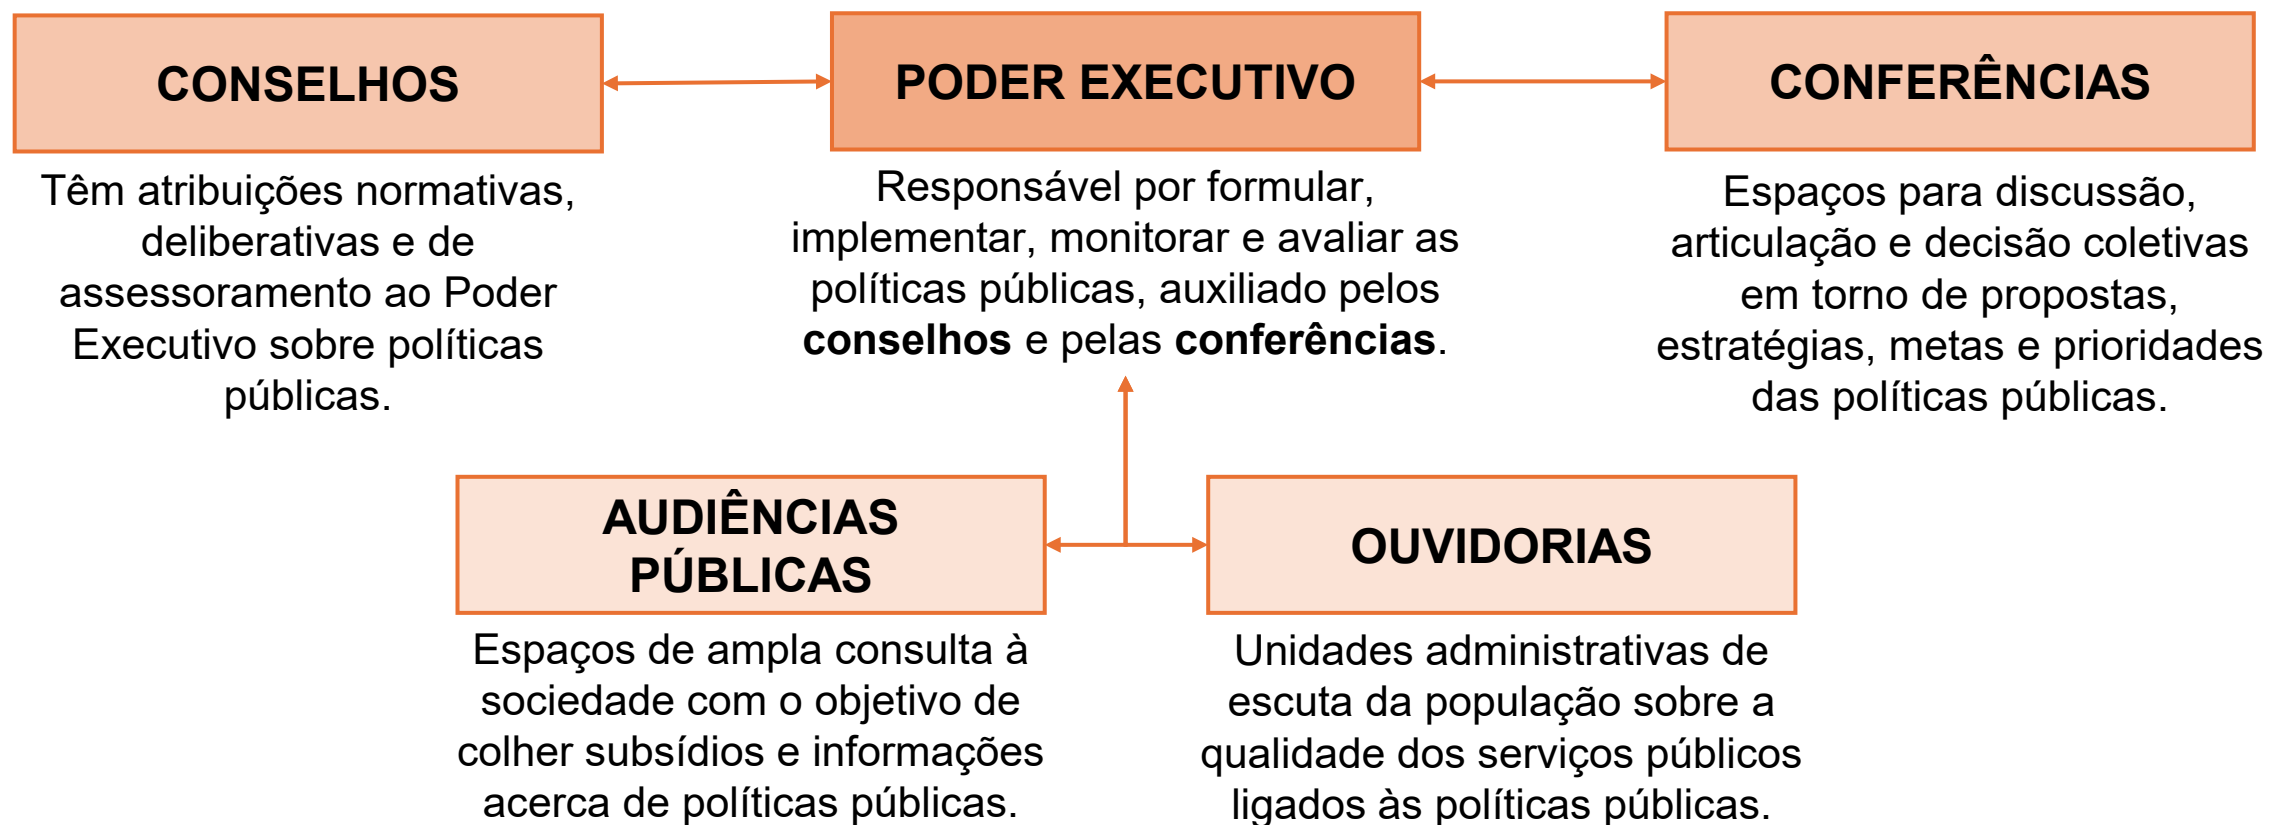 CONSELHOS
Têm atribuições normativas,
deliberativas e de
assessoramento ao Poder
Executivo sobre políticas
públicas.
PODER EXECUTIVO
Responsável por formular,
implementar, monitorar e avaliar as
políticas públicas, auxiliado pelos
conselhos e pelas conferências.
CONFERÊNCIAS
Espaços para discussão,
articulação e decisão coletivas
em torno de propostas,
estratégias, metas e prioridades
das políticas públicas.
AUDIÊNCIAS
PÚBLICAS
Espaços de ampla consulta à
sociedade com o objetivo de
colher subsídios e informações
acerca de políticas públicas.
OUVIDORIAS
Unidades administrativas de
escuta da população sobre a
qualidade dos serviços públicos
ligados às políticas públicas.